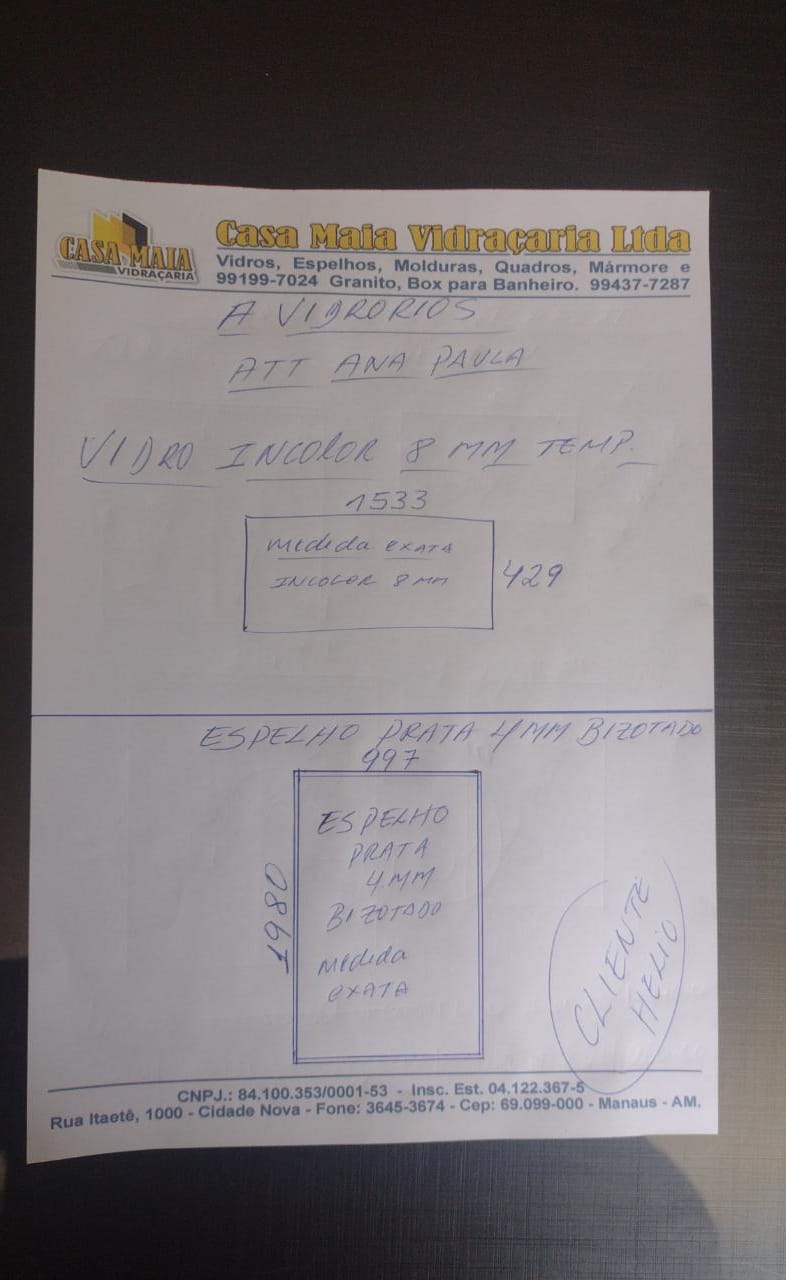 CASA MAIA
VIDRAÇARIA
Casa Maia Vidraçaria Ltda
Vidros, Espelhos, Molduras, Quadros, Mármore e
99199-7024 Granito, Box para Banheiro. 99437-7287
A VIDRORIOS
ATT ANA PAULA
VIDRO INCOLOR 8 MM TEMP.
1533
medida exata
INCOLOR 8 MM
429
ESPELHO PRATA 4MM BIZOTADO
997
ESPELHO
PRATA
4MM
BIZOTADO
medida
exata
1980
CLIENTE
HELIO
CNPJ.: 84.100.353/0001-53 - Insc. Est. 04.122.367-5
Rua Itaetê, 1000 - Cidade Nova - Fone: 3645-3674 - Cep: 69.099-000 - Manaus - AM.